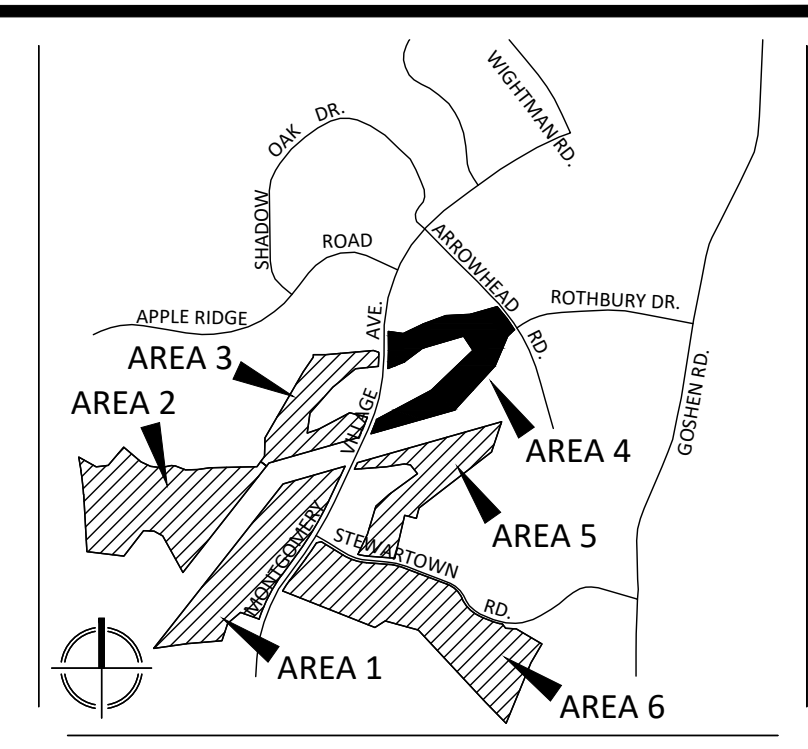 WIGHTMAN RD.
SHADOW OAK DR.
ARROWHEAD RD.
ROAD
ROTHBURY DR.
APPLE RIDGE
MONTGOMERY VILLAGE AVE.
AREA 3
GOSHEN RD.
AREA 2
AREA 4
AREA 5
STEWARTOWN RD.
AREA 1
AREA 6